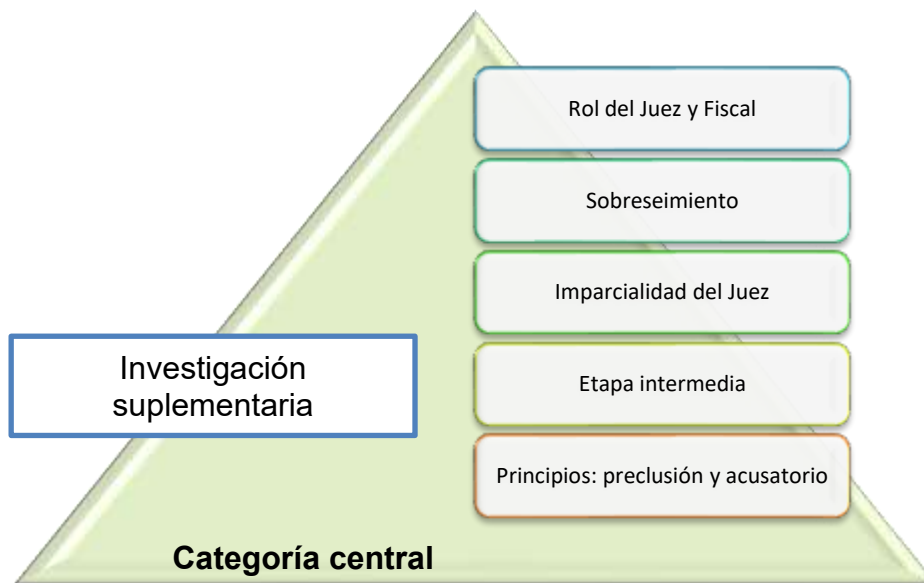 Rol del Juez y Fiscal
Sobreseimiento
Imparcialidad del Juez
Investigación
suplementaria
Etapa intermedia
Principios: preclusión y acusatorio
Categoría central